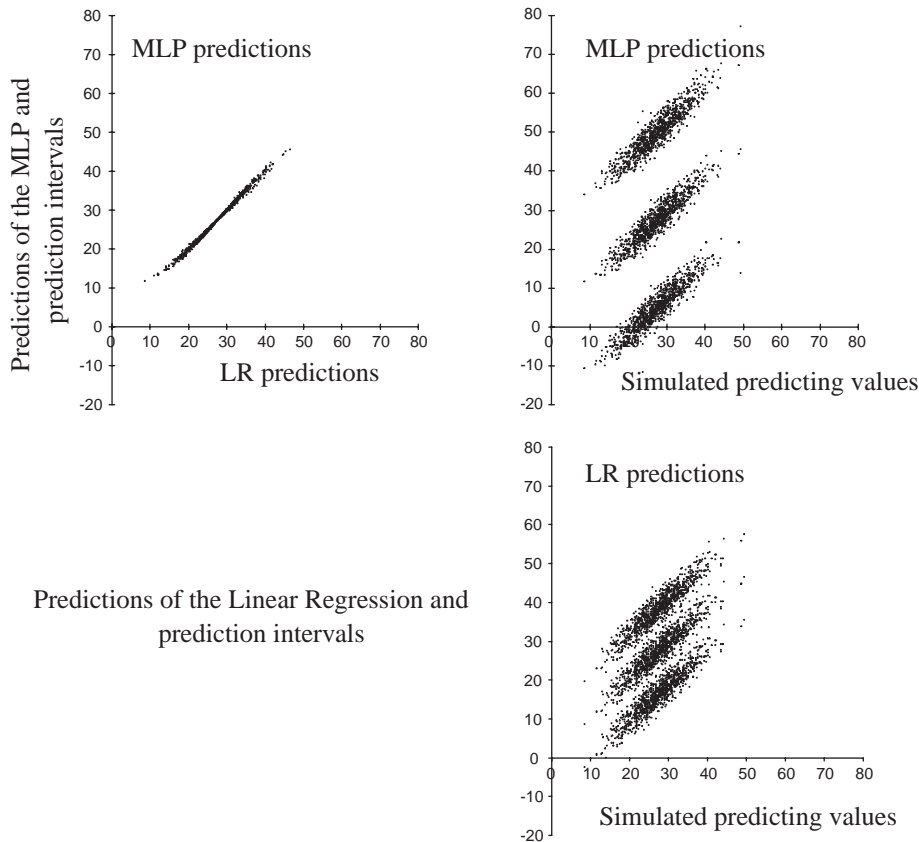 Predictions of the MLP and
prediction intervals
80
70
60
50
40
30
20
10
0
-10
-20
MLP predictions
0 10 20 30 40 50 60 70 80
LR predictions
80
70
60
50
40
30
20
10
0
-10
-20
MLP predictions
0 10 20 30 40 50 60 70 80
Simulated predicting values
Predictions of the Linear Regression and
prediction intervals
80
70
60
50
40
30
20
10
0
-10
-20
LR predictions
0 10 20 30 40 50 60 70 80
Simulated predicting values